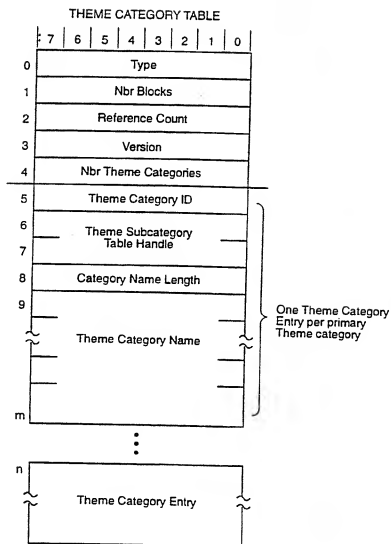 THEME CATEGORY TABLE
: 7 | 6 | 5 | 4 | 3 | 2 | 1 | 0
0 Type
1 Nbr Blocks
2 Reference Count
3 Version
4 Nbr Theme Categories
5 Theme Category ID
6 Theme Subcategory
7 Table Handle
8 Category Name Length
9
Theme Category Name
One Theme Category
Entry per primary
Theme category
m
n
Theme Category Entry